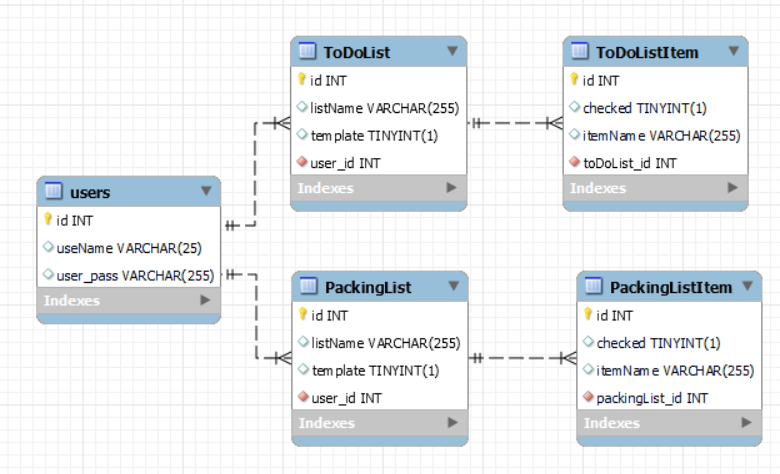 ToDoList
id INT
listName VARCHAR(255)
template TINYINT(1)
user_id INT
Indexes
ToDoListItem
id INT
checked TINYINT(1)
itemName VARCHAR(255)
toDoList_id INT
Indexes
users
id INT
useName VARCHAR(25)
user_pass VARCHAR(255)
Indexes
PackingList
id INT
listName VARCHAR(255)
template TINYINT(1)
user_id INT
Indexes
PackingListItem
id INT
checked TINYINT(1)
itemName VARCHAR(255)
packingList_id INT
Indexes